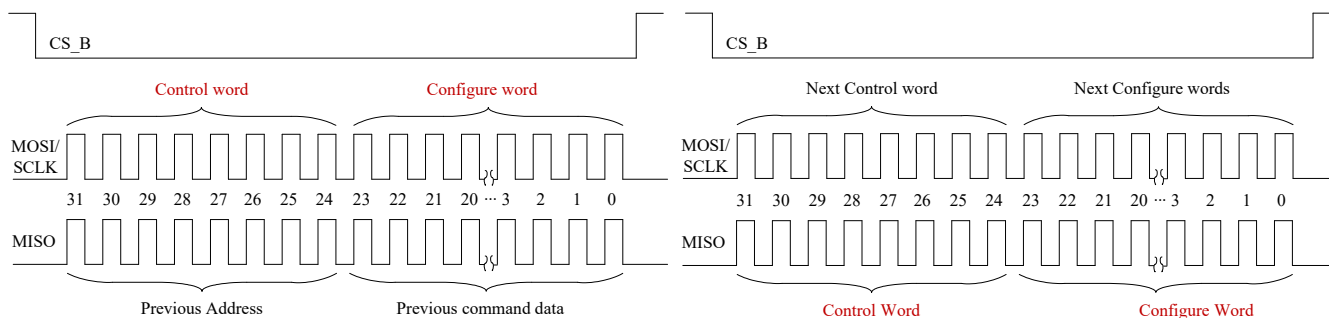 CS_B
Control word
Configure word
MOSI/
SCLK
31 30 29 28 27 26 25 24 23 22 21 20 ··· 3 2 1 0
MISO
Previous Address
Previous command data
CS_B
Next Control word
Next Configure words
MOSI/
SCLK
31 30 29 28 27 26 25 24 23 22 21 20 ··· 3 2 1 0
MISO
Control Word
Configure Word